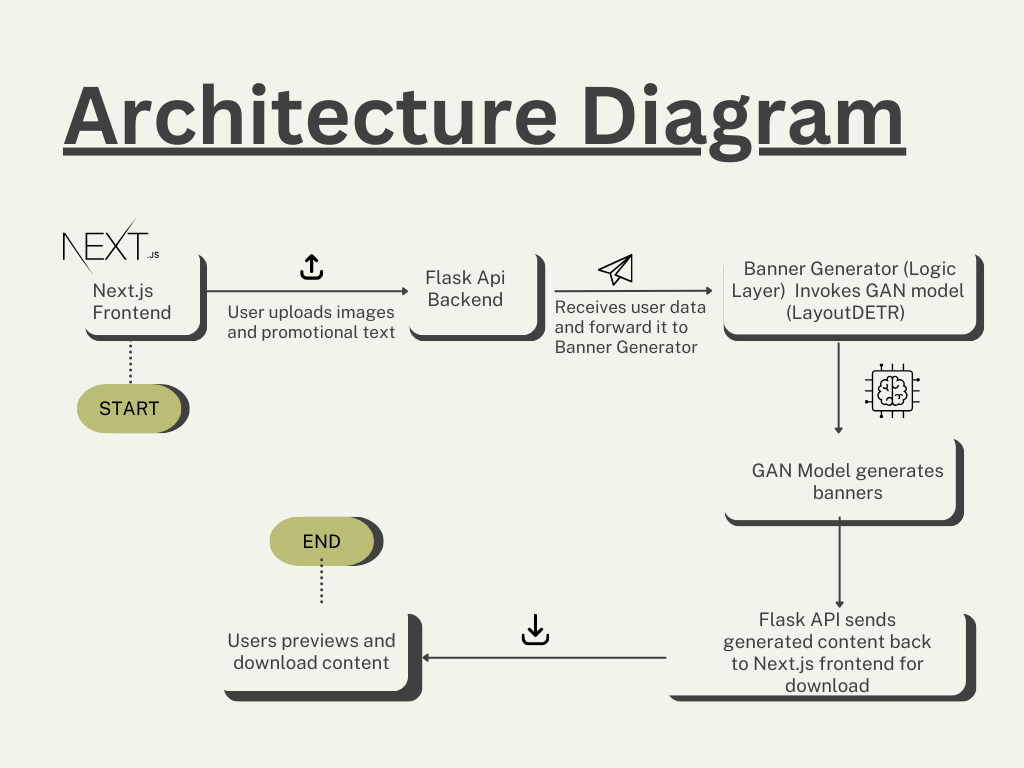 Architecture Diagram
NEXT.JS
Next.js
Frontend
User uploads images
and promotional text
Flask Api
Backend
Receives user data
and forward it to
Banner Generator
Banner Generator (Logic
Layer)  Invokes GAN model
(LayoutDETR)
START
GAN Model generates
banners
END
Users previews and
download content
Flask API sends
generated content back
to Next.js frontend for
download